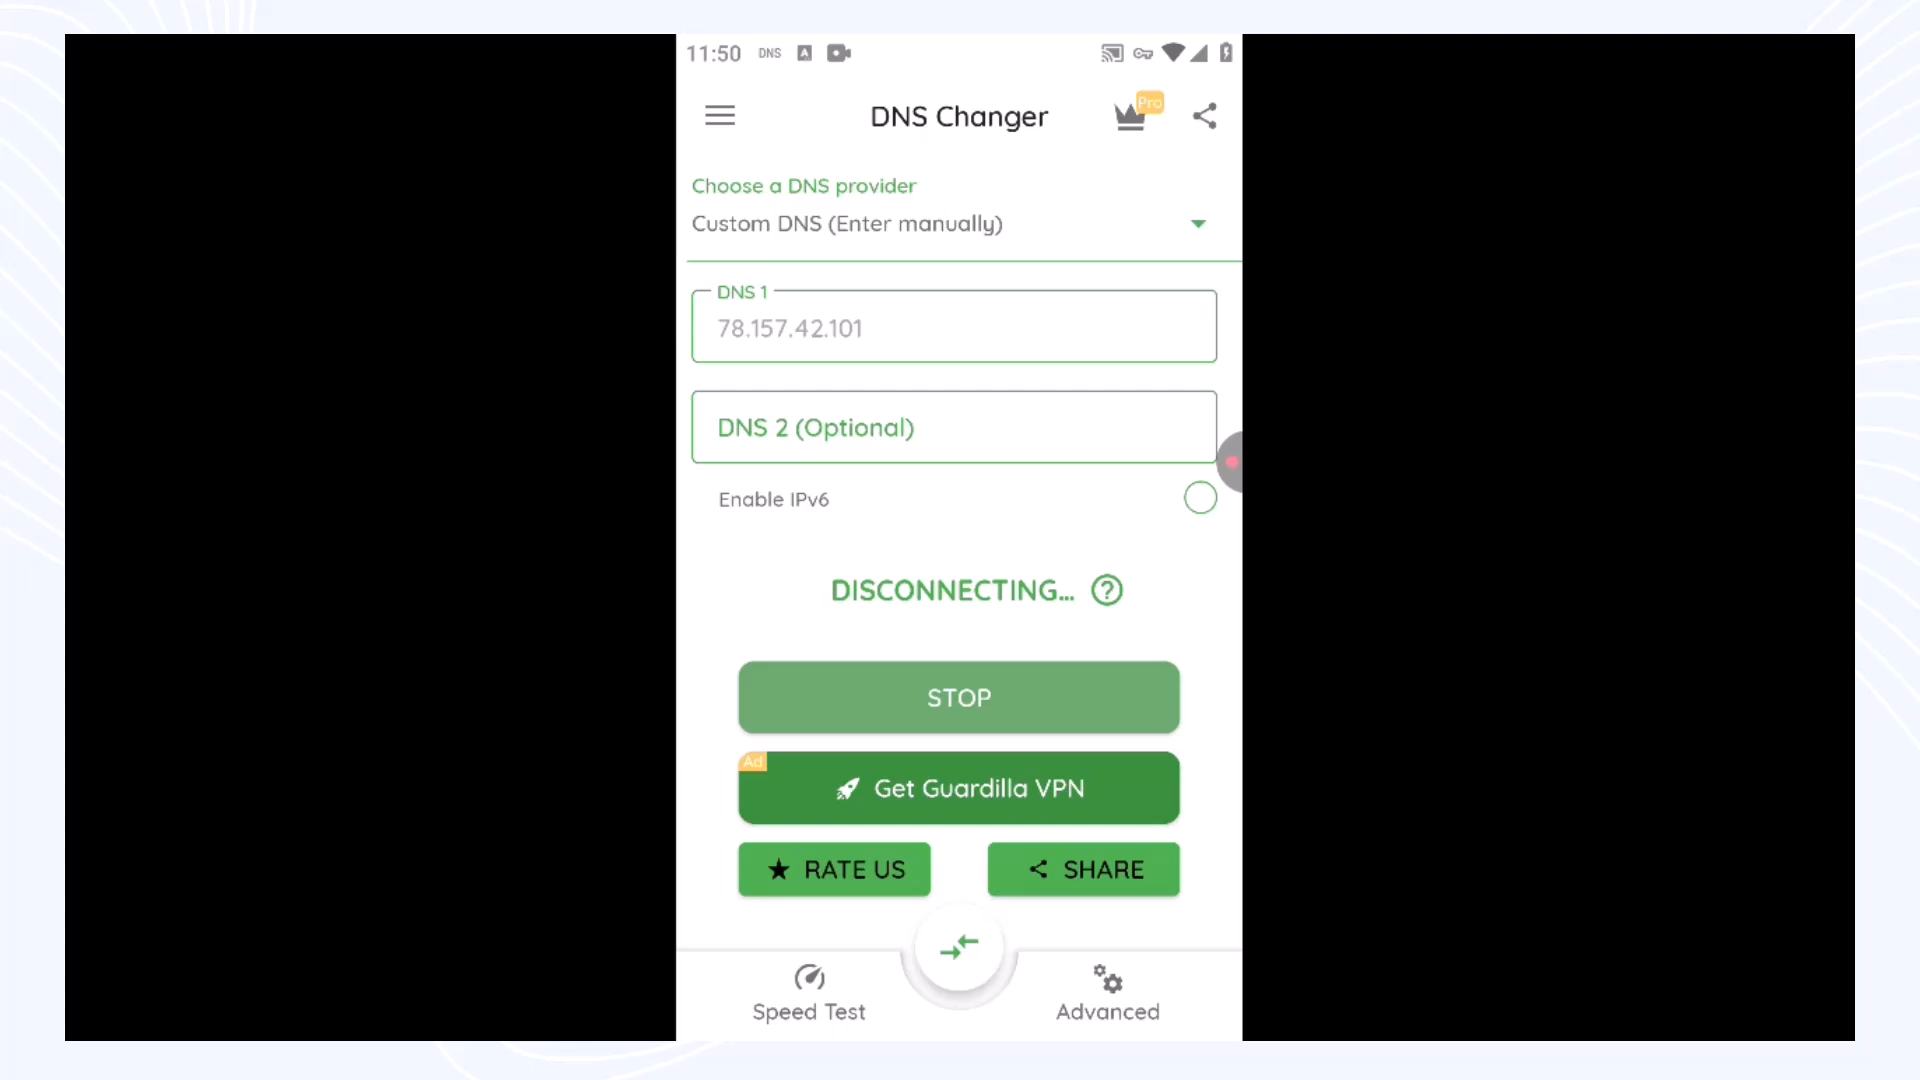 11:50 DNS
DNS Changer
Pro
Choose a DNS provider
Custom DNS (Enter manually)
DNS 1
78.157.42.101
DNS 2 (Optional)
Enable IPv6
DISCONNECTING...
STOP
Ad
Get Guardilla VPN
RATE US
SHARE
Speed Test
Advanced